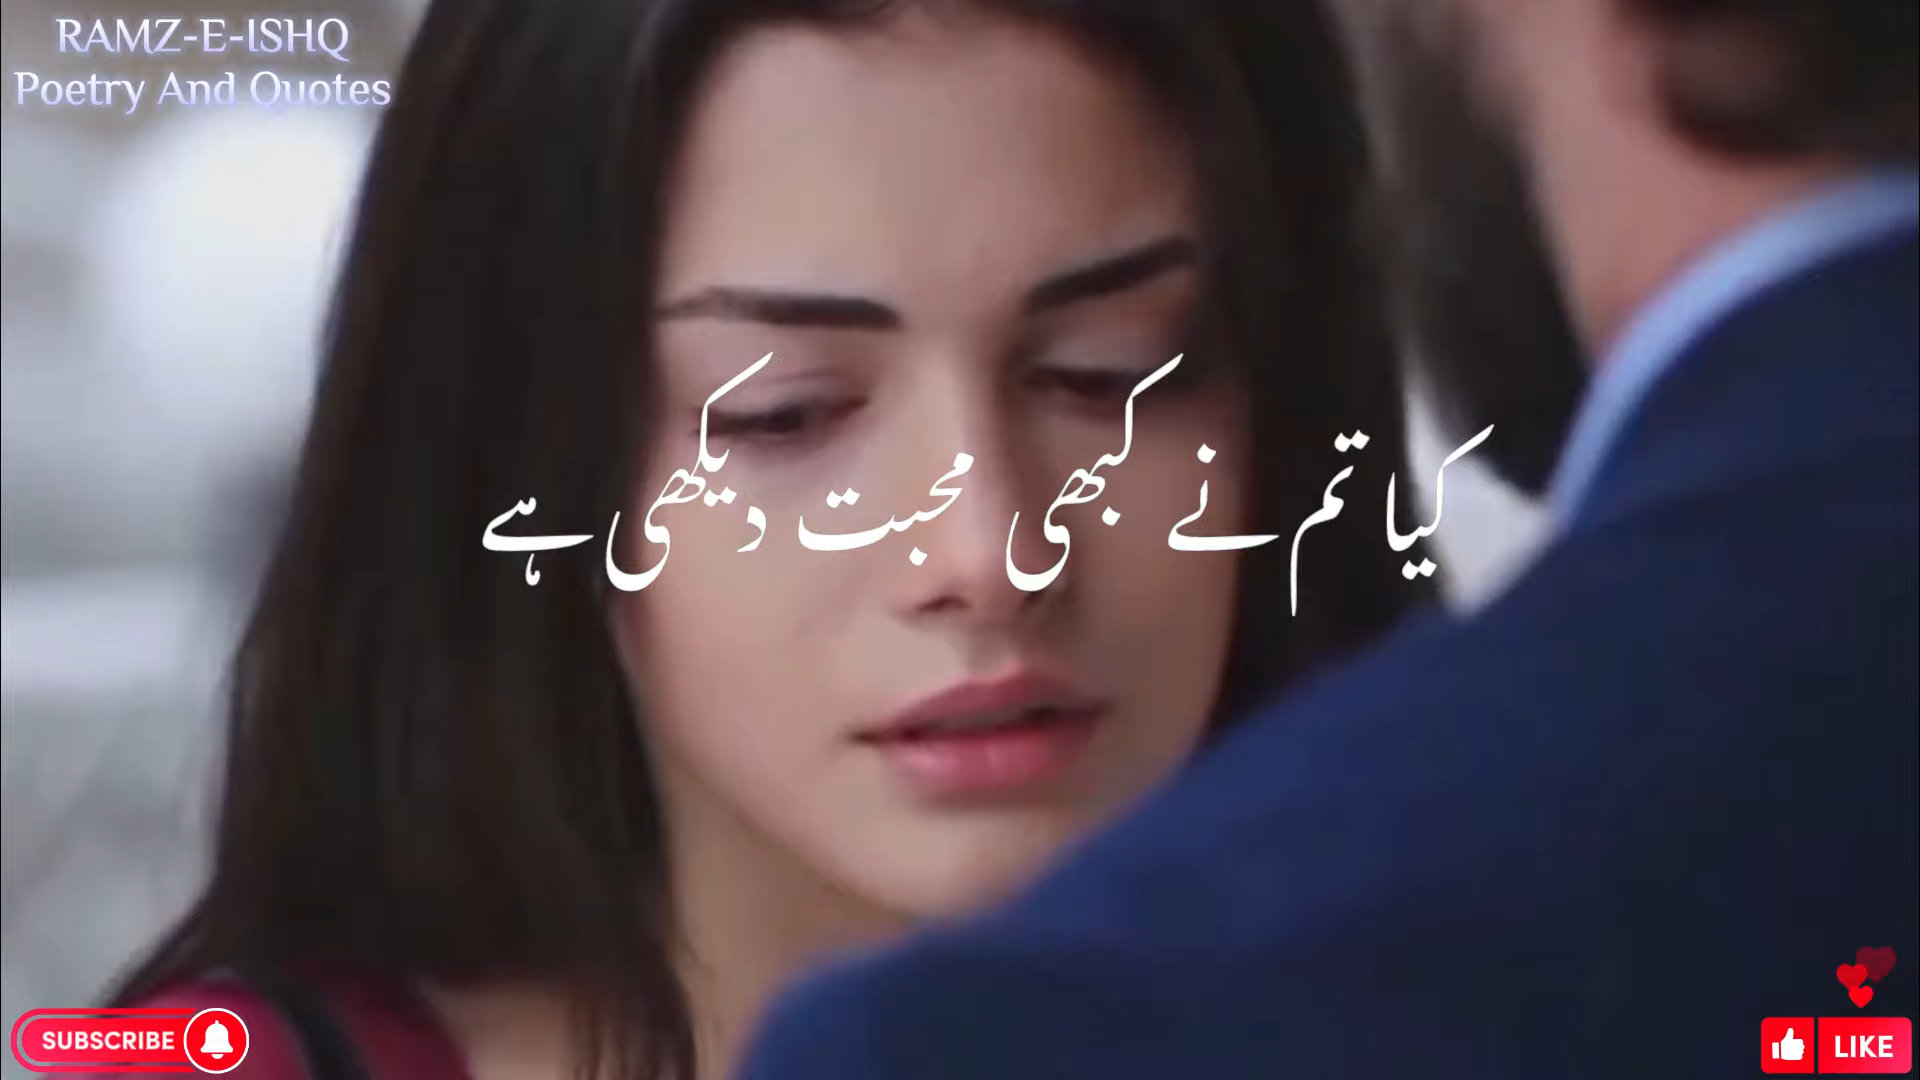 RAMZ-E-ISHQ
Poetry And Quotes
کیا تم نے کبھی محبت دیکھی ہے
SUBSCRIBE
LIKE